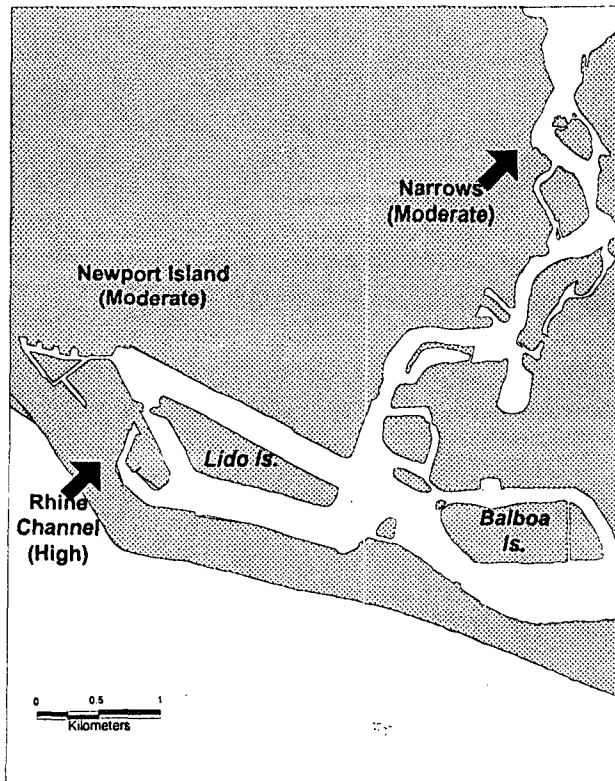 Narrows
(Moderate)
Newport Island
(Moderate)
Lido Is.
Rhine
Channel
(High)
Balboa
Is.
0 0.5 1
Kilometers